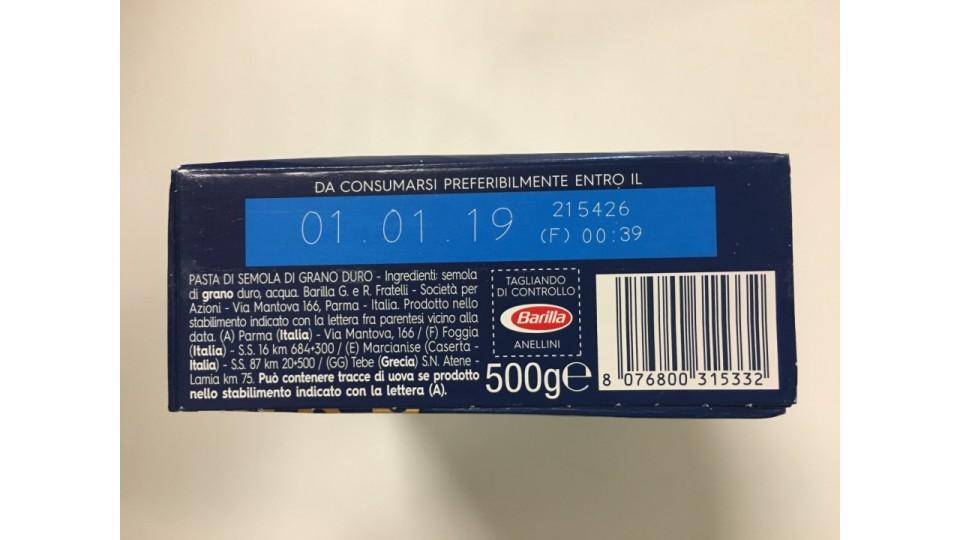 DA CONSUMARSI PREFERIBILMENTE ENTRO IL
01.01.19
215426
(F) 00:39
PASTA DI SEMOLA DI GRANO DURO - Ingredienti: semola
di grano duro, acqua. Barilla G. e R. Fratelli - Società per
Azioni - Via Mantova 166, Parma - Italia. Prodotto nello
stabilimento indicato con la lettera fra parentesi vicino alla
data. (A) Parma (Italia) - Via Mantova, 166 / (F) Foggia
(Italia) - S.S. 16 km 684+300 / (E) Marcianise (Caserta -
Italia) - S.S. 87 km 20+500 / (GG) Tebe (Grecia) S.N. Atene -
Lamia km 75. Può contenere tracce di uova se prodotto
nello stabilimento indicato con la lettera (A).
TAGLIANDO
DI CONTROLLO
Barilla
ANELLINI
500g℮
8 076800 315332